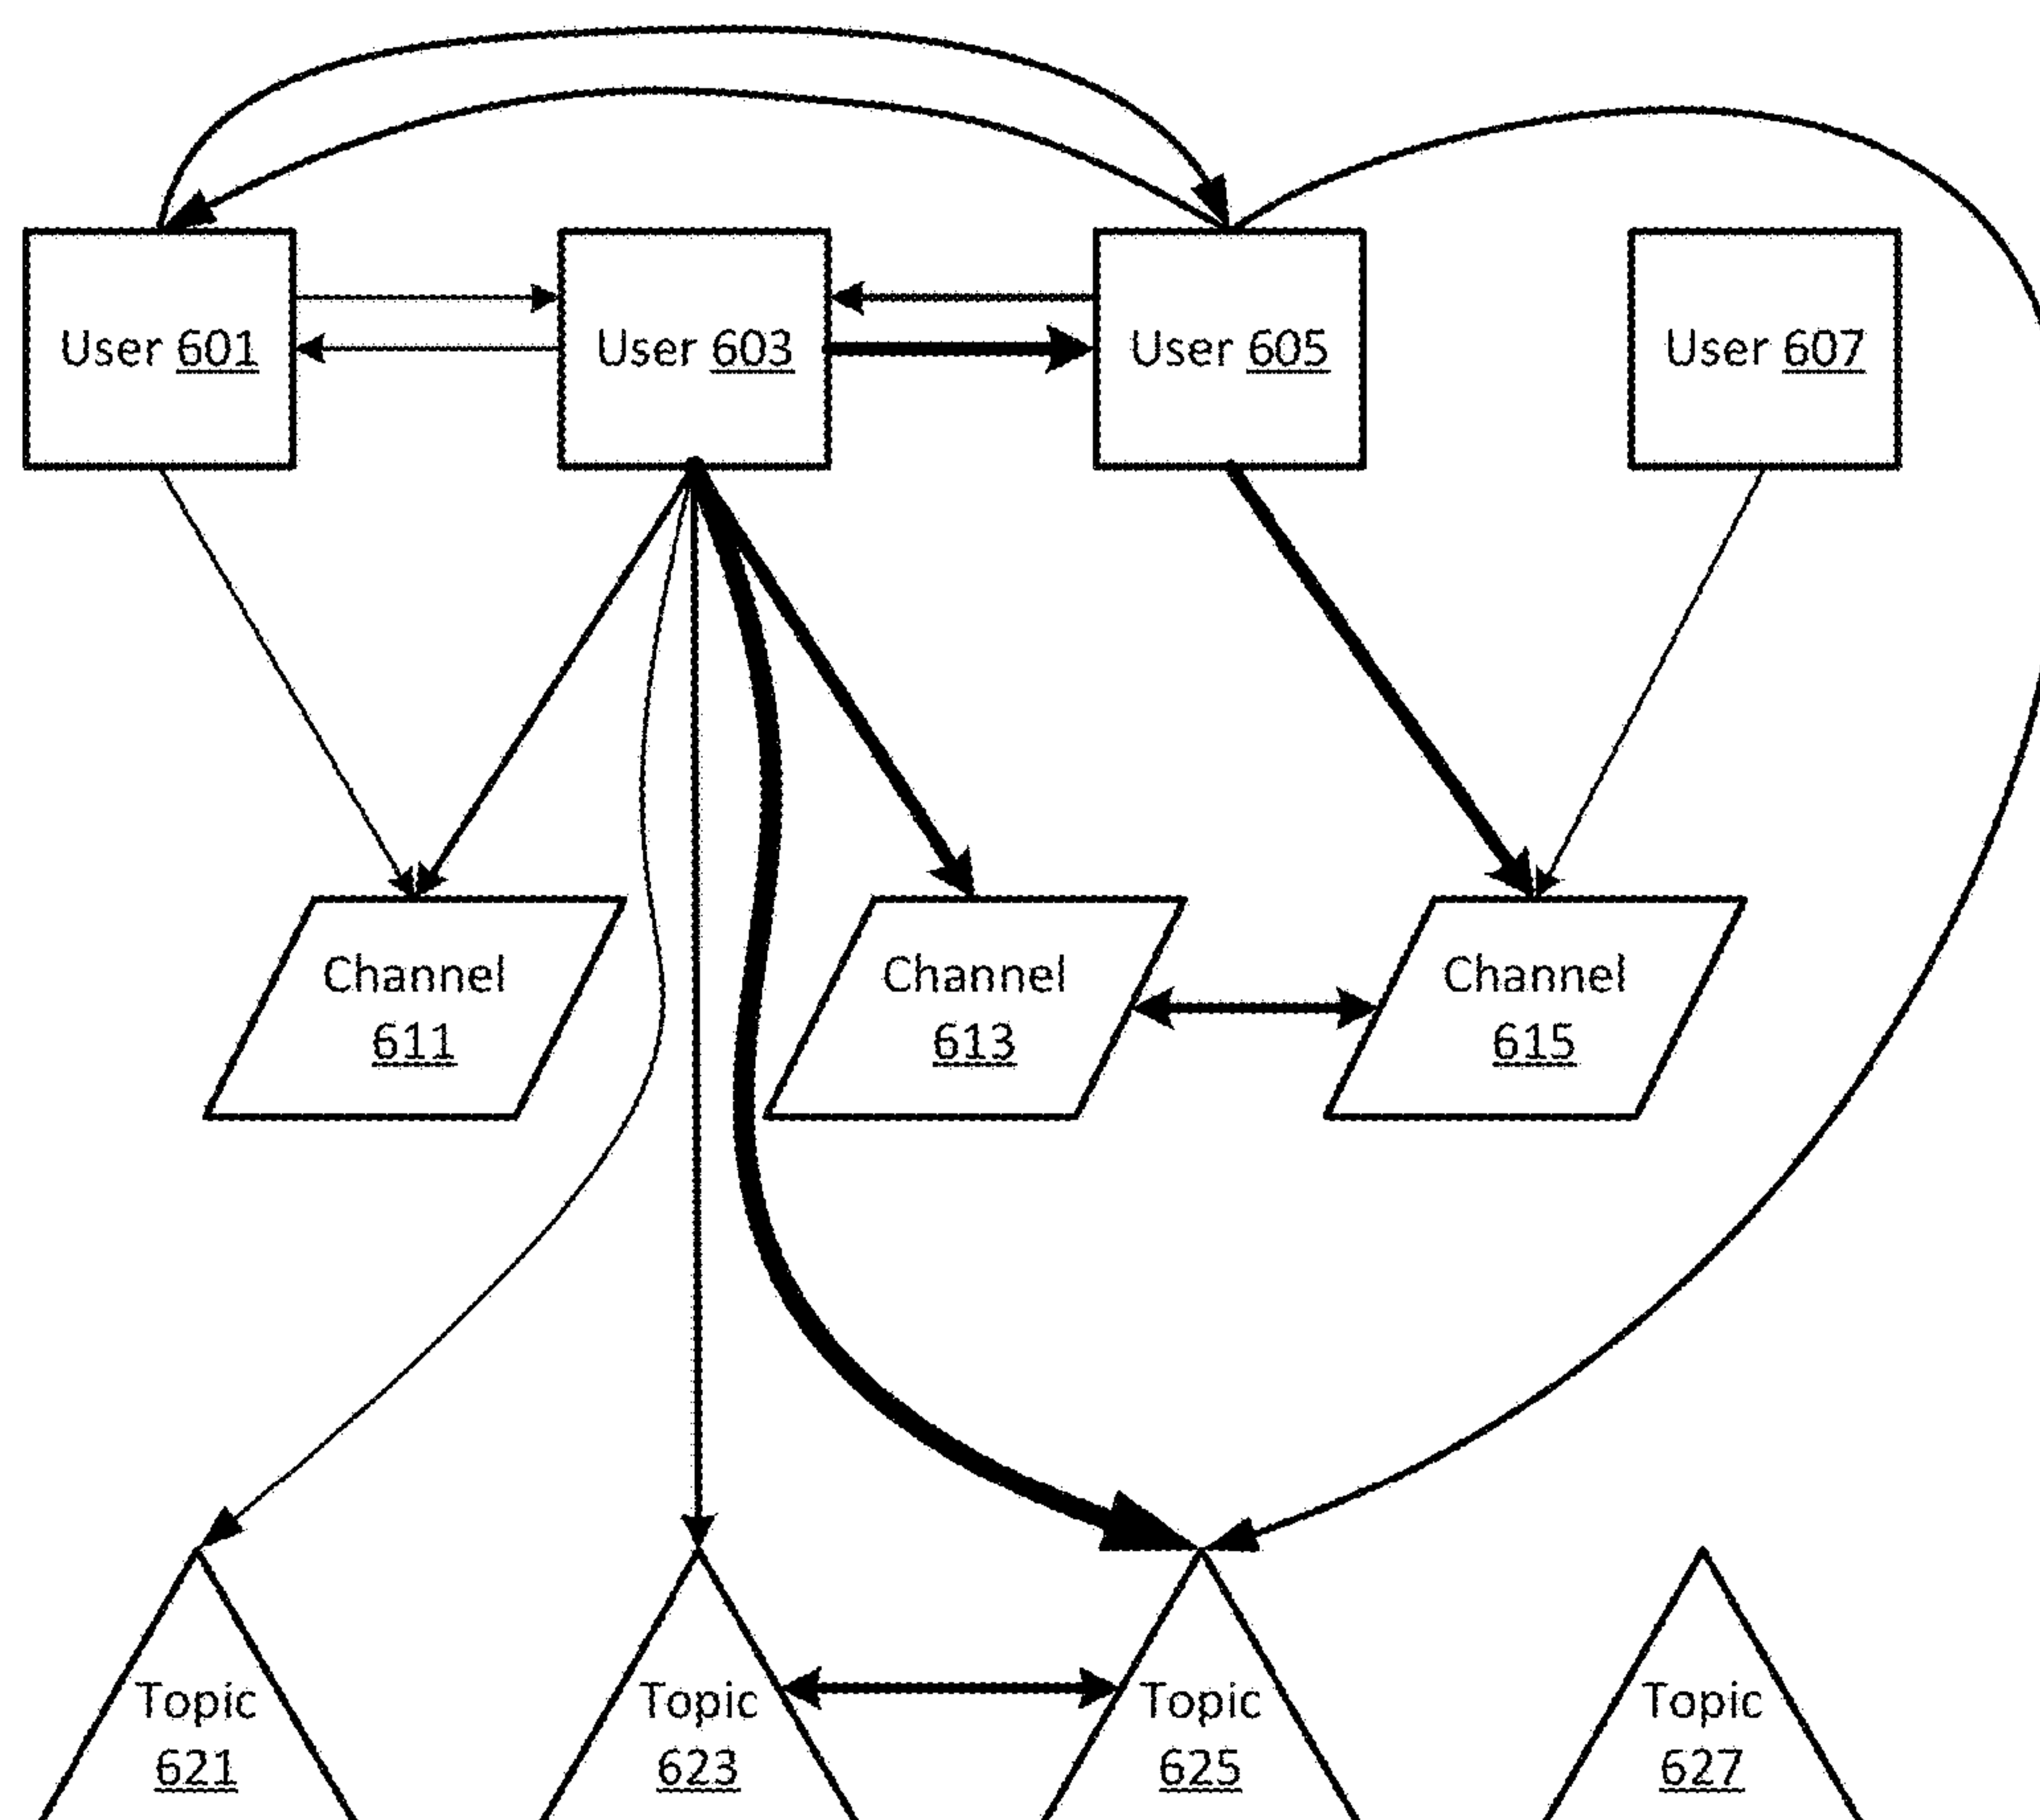 User 601
User 603
User 605
User 607
Channel
611
Channel
613
Channel
615
Topic
621
Topic
623
Topic
625
Topic
627